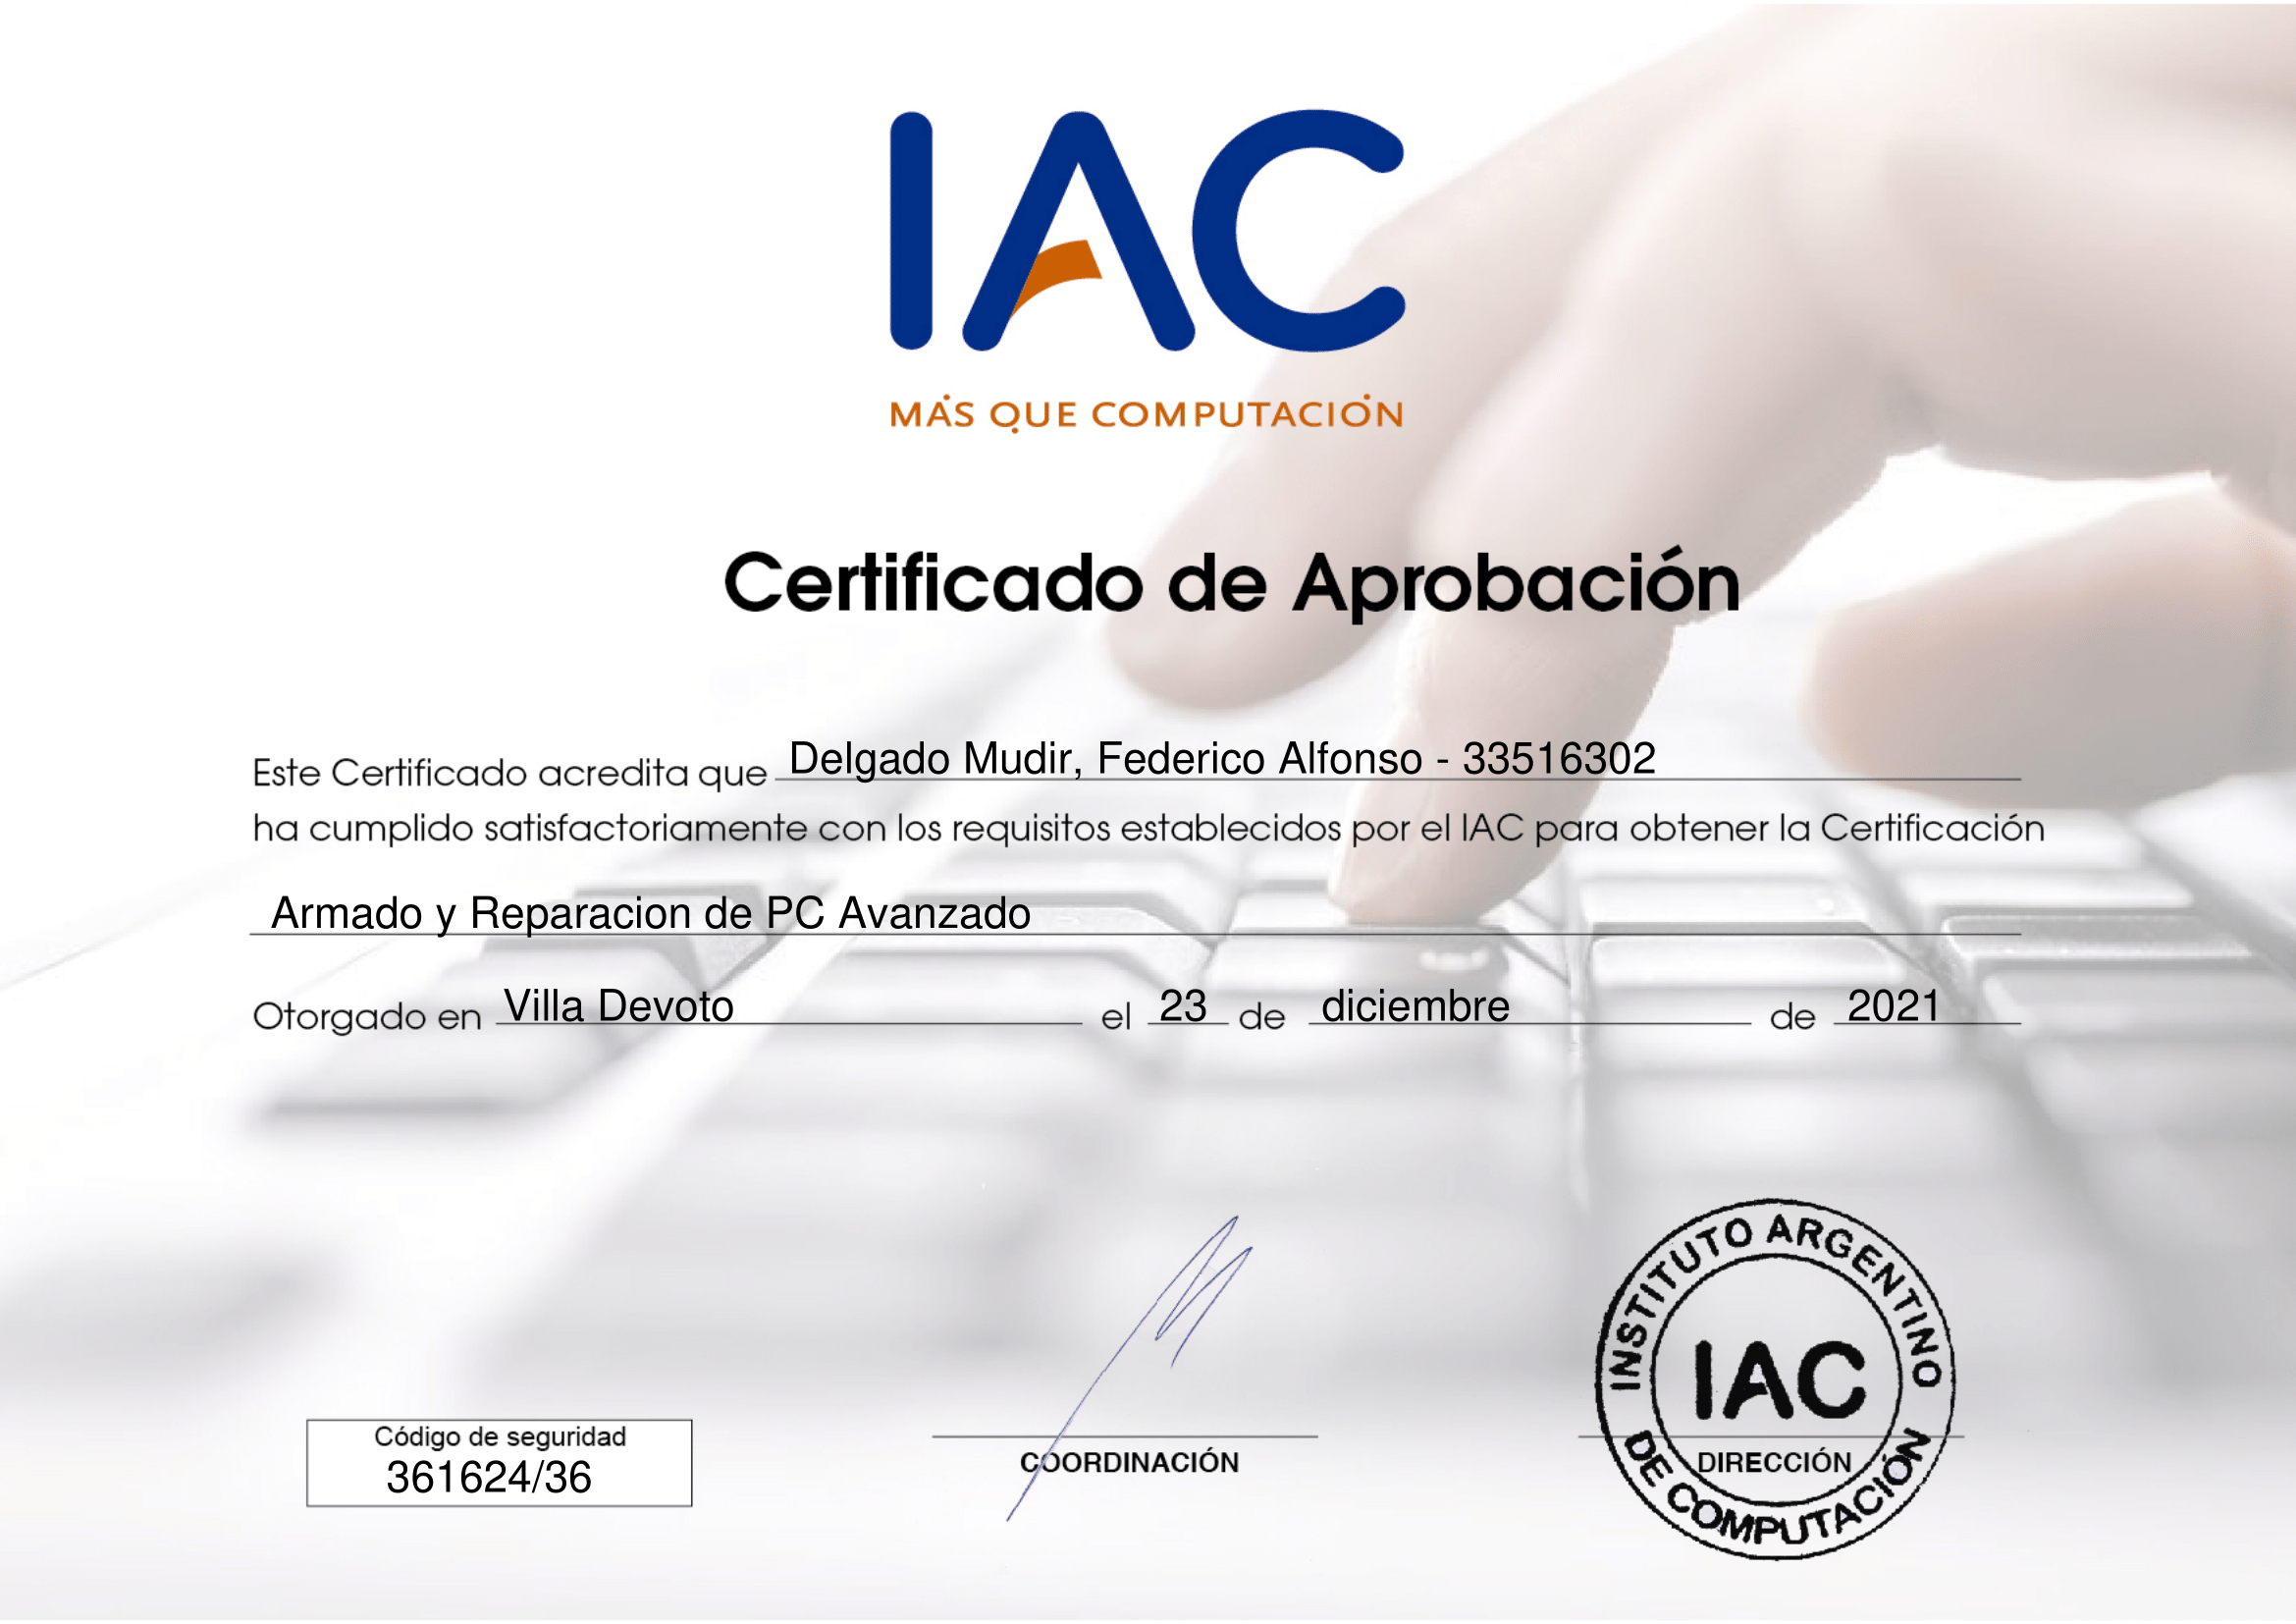 IAC
MÁS QUE COMPUTACIÓN
Certificado de Aprobación
Este Certificado acredita que Delgado Mudir, Federico Alfonso - 33516302
ha cumplido satisfactoriamente con los requisitos establecidos por el IAC para obtener la Certificación
Armado y Reparacion de PC Avanzado
Otorgado en Villa Devoto el 23 de diciembre de 2021
Código de seguridad
361624/36
COORDINACIÓN
INSTITUTO ARGENTINO
IAC
DIRECCIÓN
DE COMPUTACIÓN